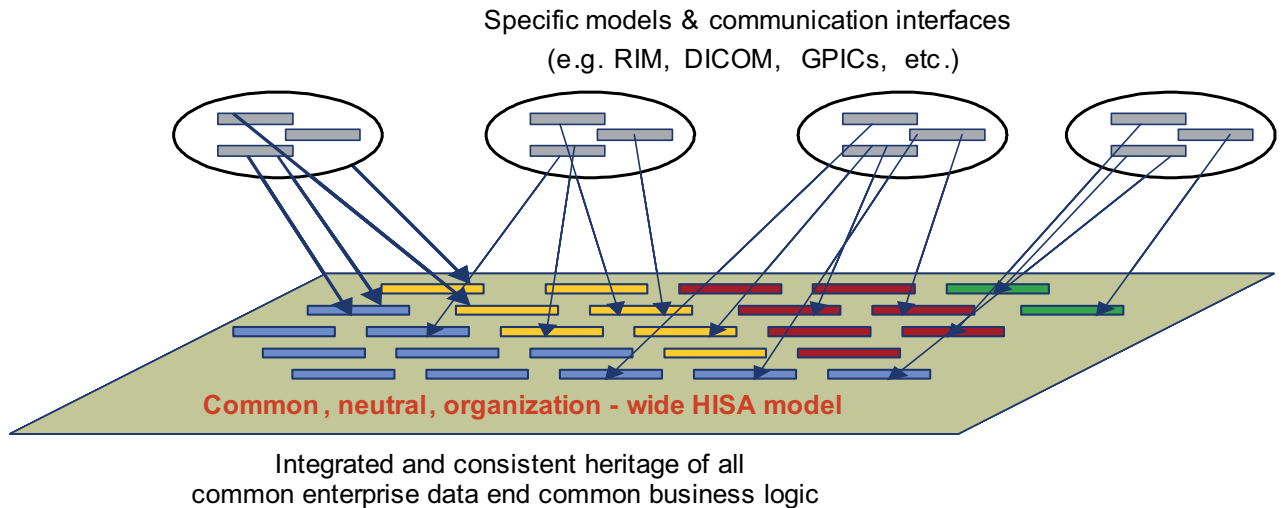 Specific models & communication interfaces
(e.g. RIM, DICOM, GPICs, etc.)
Common, neutral, organization - wide HISA model
Integrated and consistent heritage of all
common enterprise data end common business logic